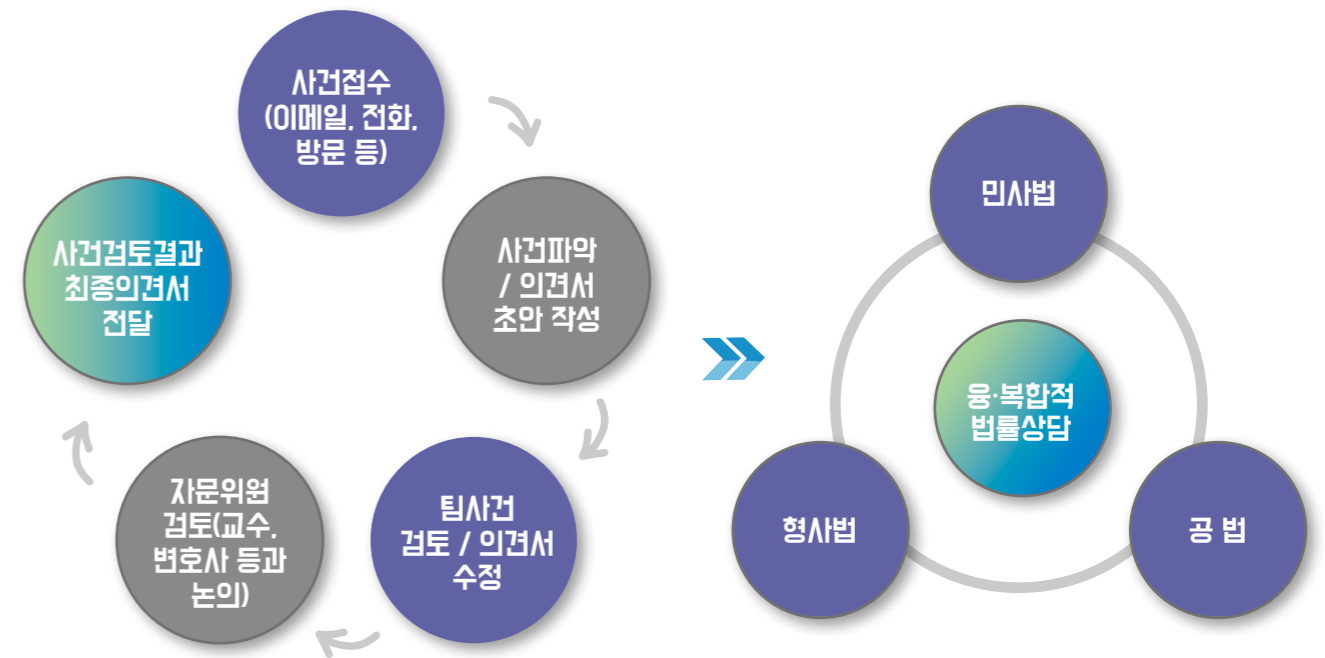 사건접수
(이메일, 전화,
방문 등)
사건파악
/ 의견서
초안 작성
팀사건
검토 / 의견서
수정
자문위원
검토(교수,
변호사 등과
논의)
사건검토결과
최종의견서
전달
민사법
융·복합적
법률상담
형사법
공 법